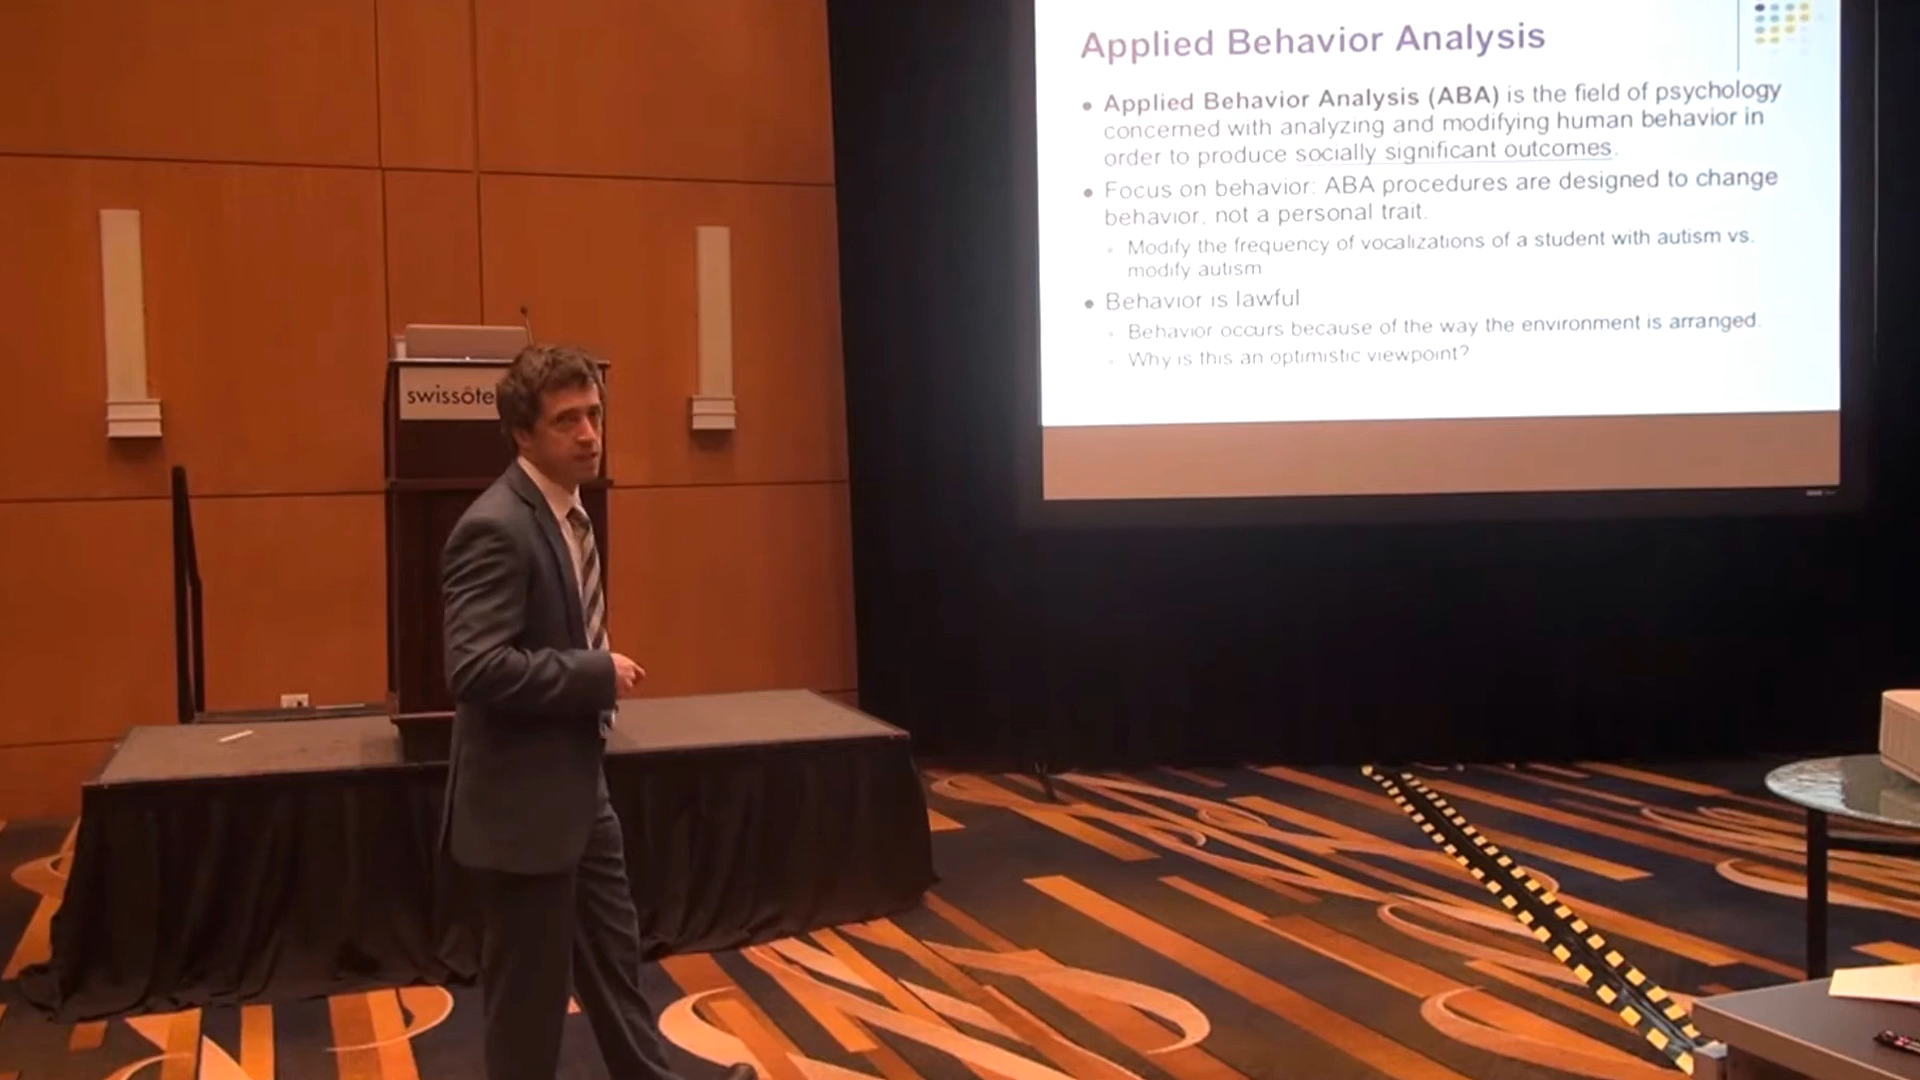 Applied Behavior Analysis
• Applied Behavior Analysis (ABA) is the field of psychology
concerned with analyzing and modifying human behavior in
order to produce socially significant outcomes.
• Focus on behavior: ABA procedures are designed to change
behavior, not a personal trait.
Modify the frequency of vocalizations of a student with autism vs.
modify autism
• Behavior is lawful
Behavior occurs because of the way the environment is arranged.
Why is this an optimistic viewpoint?
swissôte